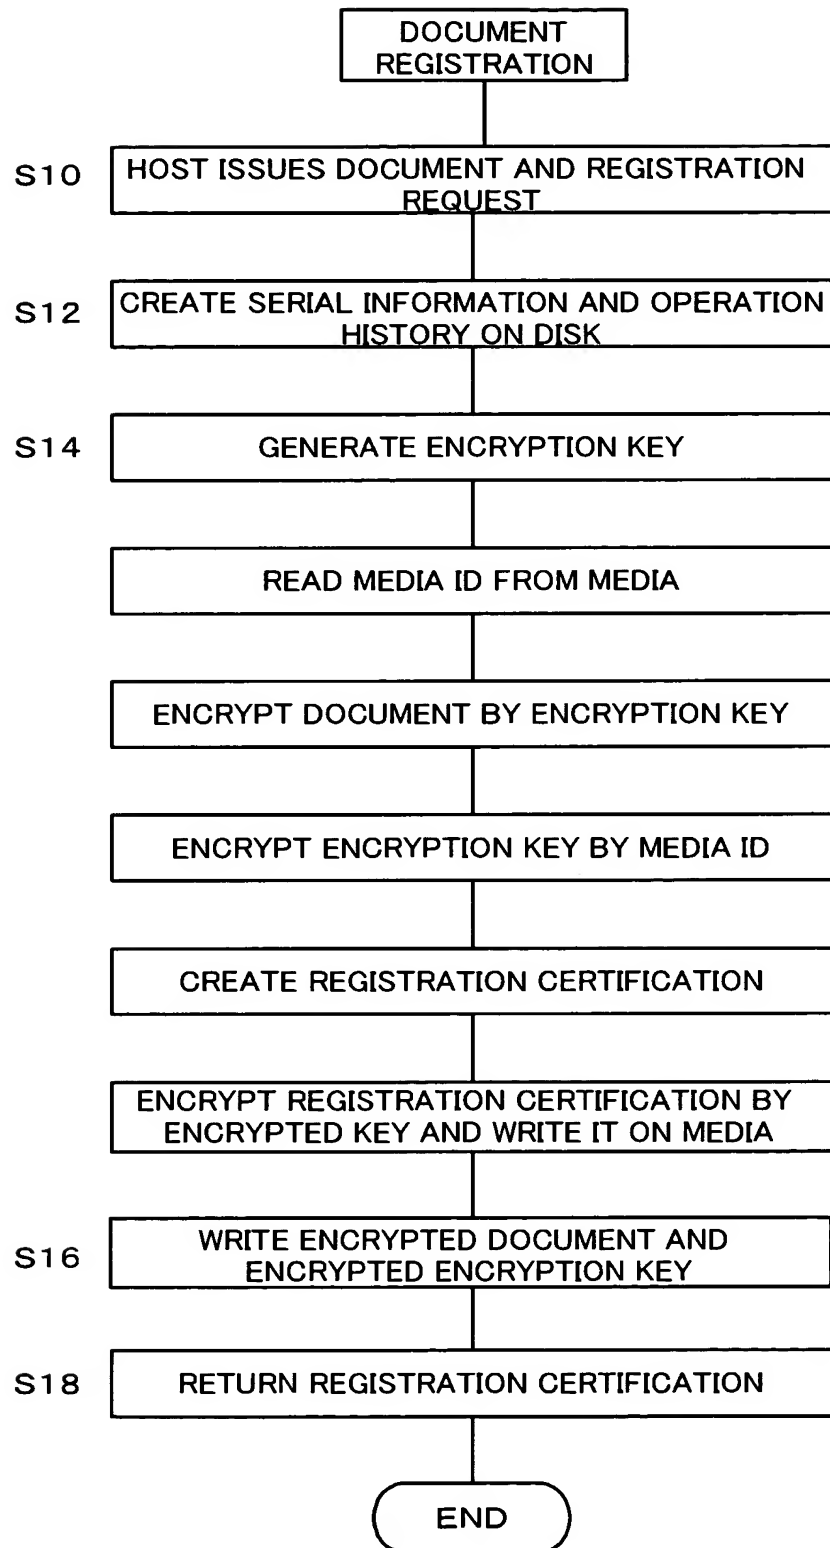 DOCUMENT
REGISTRATION
S10
HOST ISSUES DOCUMENT AND REGISTRATION
REQUEST
S12
CREATE SERIAL INFORMATION AND OPERATION
HISTORY ON DISK
S14
GENERATE ENCRYPTION KEY
READ MEDIA ID FROM MEDIA
ENCRYPT DOCUMENT BY ENCRYPTION KEY
ENCRYPT ENCRYPTION KEY BY MEDIA ID
CREATE REGISTRATION CERTIFICATION
ENCRYPT REGISTRATION CERTIFICATION BY
ENCRYPTED KEY AND WRITE IT ON MEDIA
S16
WRITE ENCRYPTED DOCUMENT AND
ENCRYPTED ENCRYPTION KEY
S18
RETURN REGISTRATION CERTIFICATION
END